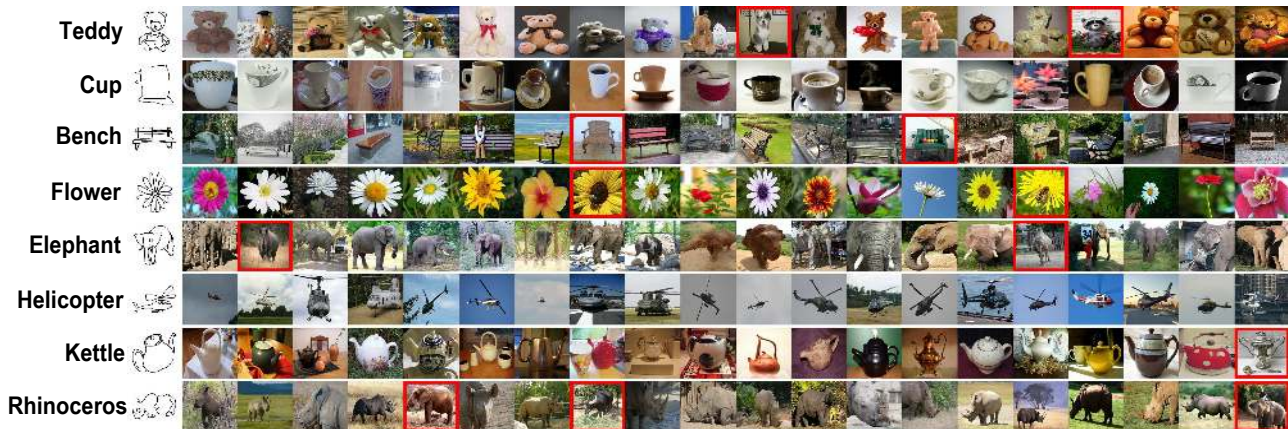 Teddy
Cup
Bench
Flower
Elephant
Helicopter
Kettle
Rhinoceros